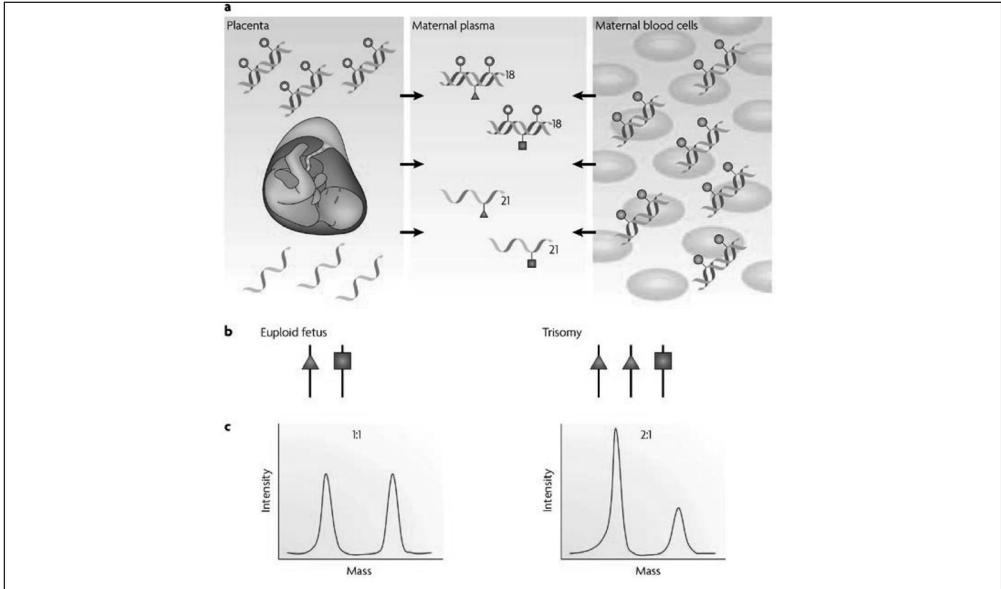 a
Placenta
Maternal plasma
Maternal blood cells
18
18
21
21
b
Euploid fetus
Trisomy
c
1:1
2:1
Intensity
Intensity
Mass
Mass